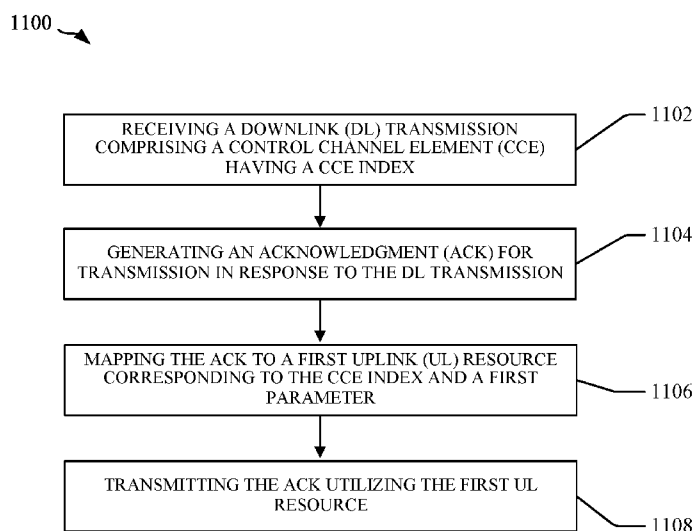 1100
RECEIVING A DOWNLINK (DL) TRANSMISSION
COMPRISING A CONTROL CHANNEL ELEMENT (CCE)
HAVING A CCE INDEX
1102
GENERATING AN ACKNOWLEDGMENT (ACK) FOR
TRANSMISSION IN RESPONSE TO THE DL TRANSMISSION
1104
MAPPING THE ACK TO A FIRST UPLINK (UL) RESOURCE
CORRESPONDING TO THE CCE INDEX AND A FIRST
PARAMETER
1106
TRANSMITTING THE ACK UTILIZING THE FIRST UL
RESOURCE
1108